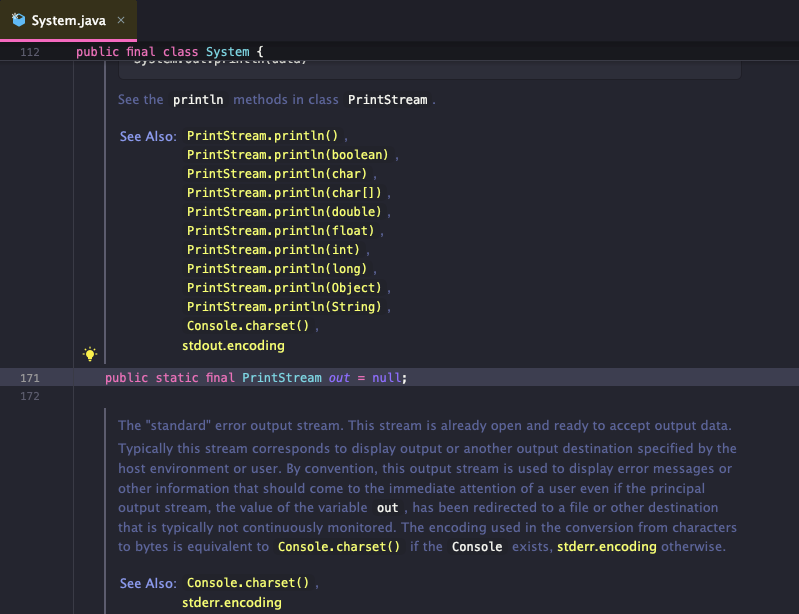 System.java ×
112 public final class System {
System.out.println(data)
See the println methods in class PrintStream.
See Also: PrintStream.println(),
PrintStream.println(boolean),
PrintStream.println(char),
PrintStream.println(char[]),
PrintStream.println(double),
PrintStream.println(float),
PrintStream.println(int),
PrintStream.println(long),
PrintStream.println(Object),
PrintStream.println(String),
Console.charset(),
stdout.encoding
171 public static final PrintStream out = null;
172
The "standard" error output stream. This stream is already open and ready to accept output data.
Typically this stream corresponds to display output or another output destination specified by the
host environment or user. By convention, this output stream is used to display error messages or
other information that should come to the immediate attention of a user even if the principal
output stream, the value of the variable out, has been redirected to a file or other destination
that is typically not continuously monitored. The encoding used in the conversion from characters
to bytes is equivalent to Console.charset() if the Console exists, stderr.encoding otherwise.
See Also: Console.charset(),
stderr.encoding